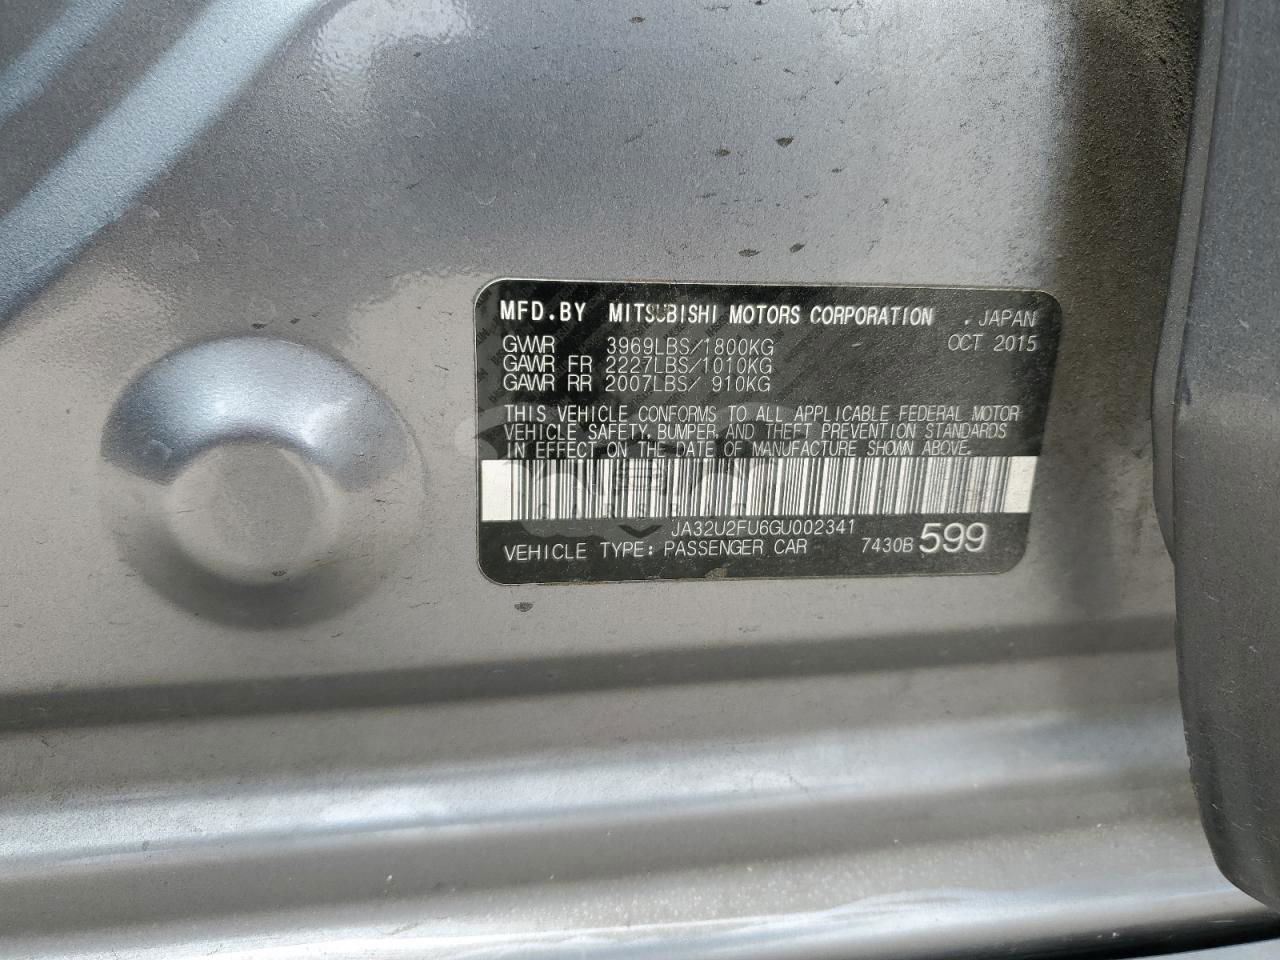 MFD.BY MITSUBISHI MOTORS CORPORATION . JAPAN
GVWR 3969LBS/1800KG OCT 2015
GAWR FR 2227LBS/1010KG
GAWR RR 2007LBS/ 910KG
THIS VEHICLE CONFORMS TO ALL APPLICABLE FEDERAL MOTOR
VEHICLE SAFETY, BUMPER, AND THEFT PREVENTION STANDARDS
IN EFFECT ON THE DATE OF MANUFACTURE SHOWN ABOVE.
JA32U2FU6GU002341
VEHICLE TYPE: PASSENGER CAR 7430B 599